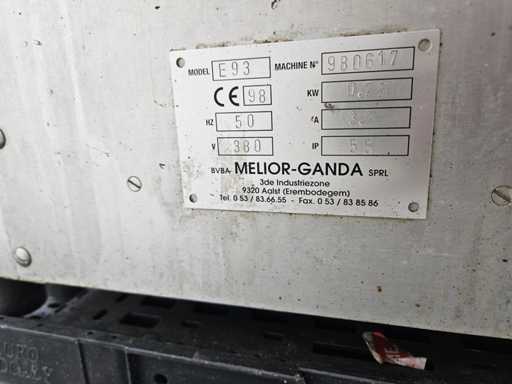 MODEL E93 MACHINE N° 980617
CE 98 KW
HZ 50 A
V 380 IP 55
BVBA MELIOR-GANDA SPRL
3de Industriezone
9320 Aalst (Erembodegem)
Tel. 0 53 / 83.66.55 - Fax. 0 53 / 83 85 86
EURO